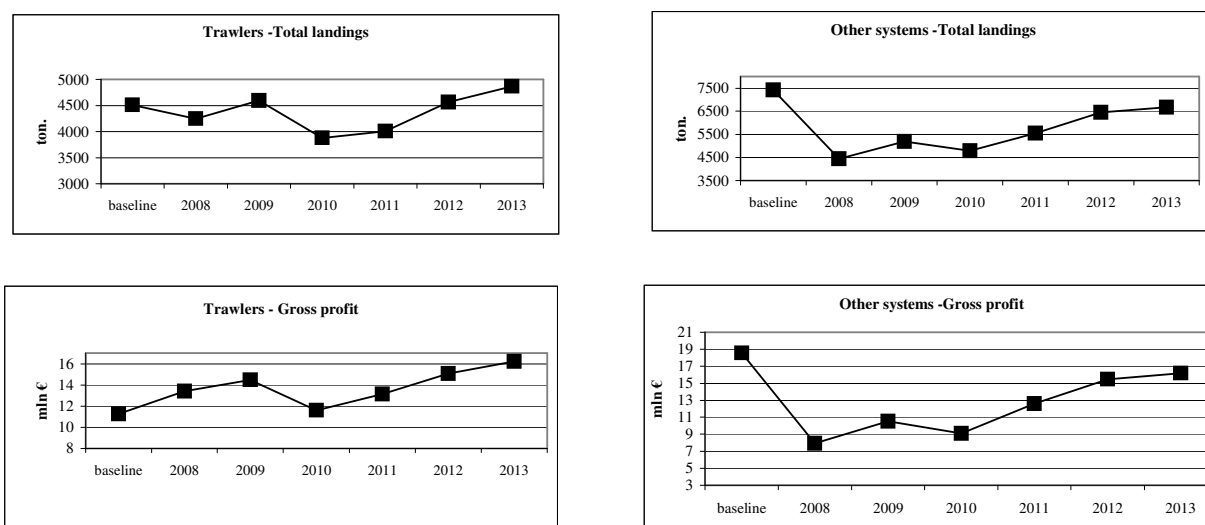 Trawlers -Total landings
5000
4500
4000
3500
3000
ton.
baseline 2008 2009 2010 2011 2012 2013
Other systems -Total landings
7500
6500
5500
4500
3500
ton.
baseline 2008 2009 2010 2011 2012 2013
Trawlers - Gross profit
16
14
12
10
8
mln €
baseline 2008 2009 2010 2011 2012 2013
Other systems -Gross profit
21
19
17
15
13
11
9
7
5
3
mln €
baseline 2008 2009 2010 2011 2012 2013